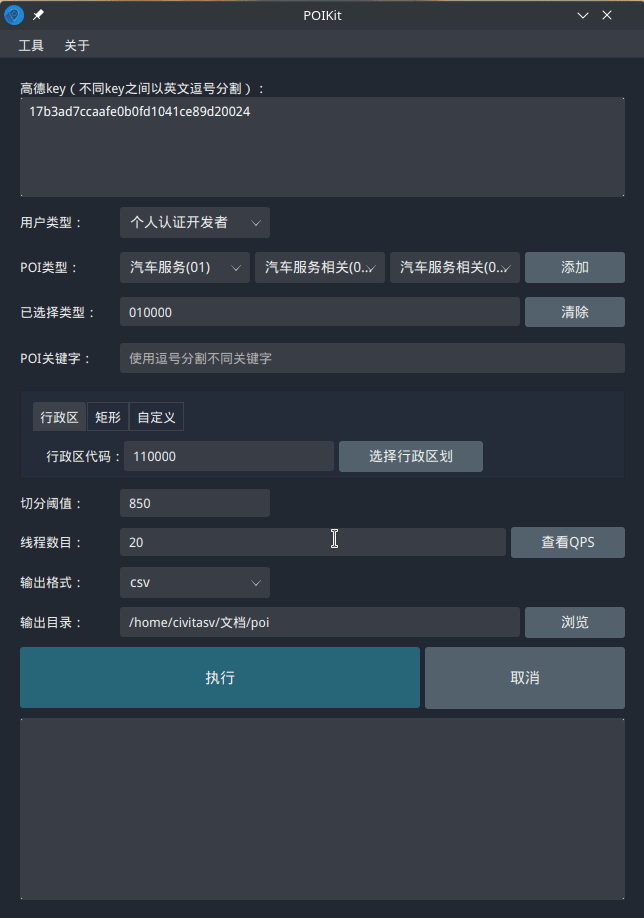 POIKit
工具 关于
高德key（不同key之间以英文逗号分割）：
17b3ad7ccaafe0b0fd1041ce89d20024
用户类型： 个人认证开发者
POI类型： 汽车服务(01) 汽车服务相关(0... 汽车服务相关(0... 添加
已选择类型： 010000 清除
POI关键字： 使用逗号分割不同关键字
行政区 矩形 自定义
行政区代码： 110000 选择行政区划
切分阈值： 850
线程数目： 20 查看QPS
输出格式： csv
输出目录： /home/civitasv/文档/poi 浏览
执行 取消